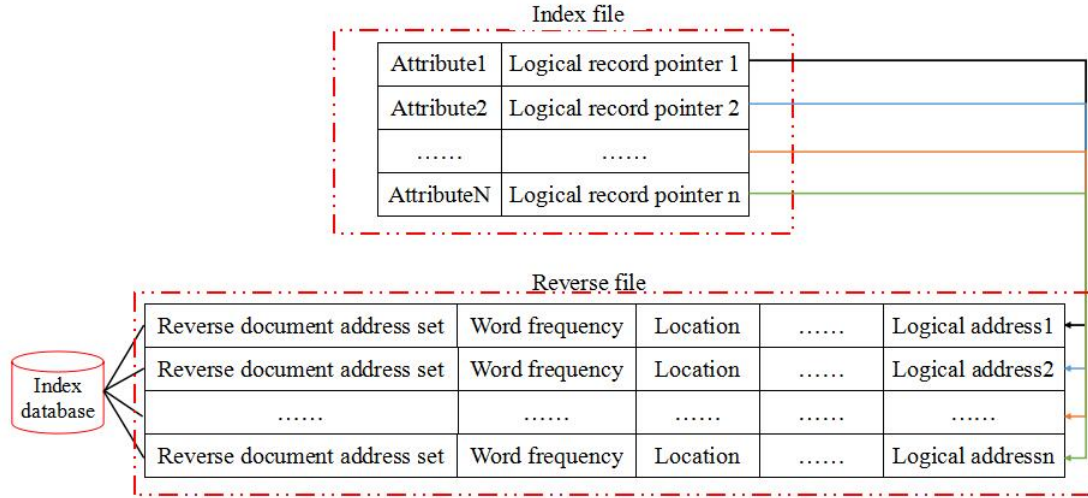 Index file
Attribute1 Logical record pointer 1
Attribute2 Logical record pointer 2
…… ……
AttributeN Logical record pointer n
Reverse file
Reverse document address set Word frequency Location …… Logical address1
Reverse document address set Word frequency Location …… Logical address2
…… …… …… …… ……
Reverse document address set Word frequency Location …… Logical addressn
Index
database